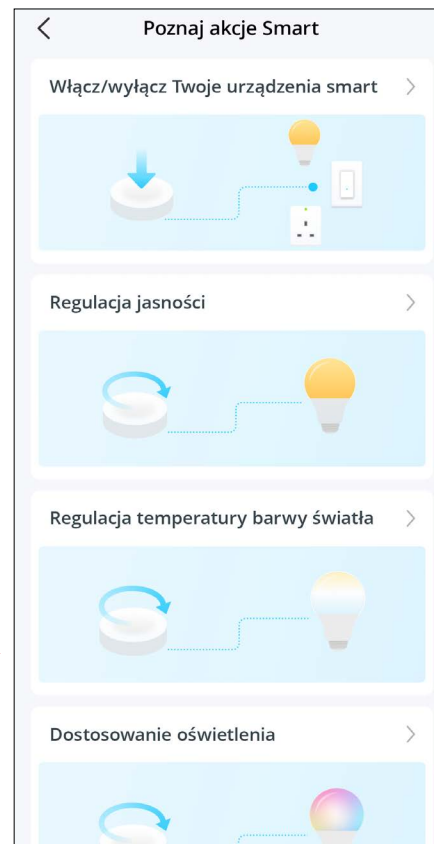 Poznaj akcje Smart
Włącz/wyłącz Twoje urządzenia smart
Regulacja jasności
Regulacja temperatury barwy światła
Dostosowanie oświetlenia